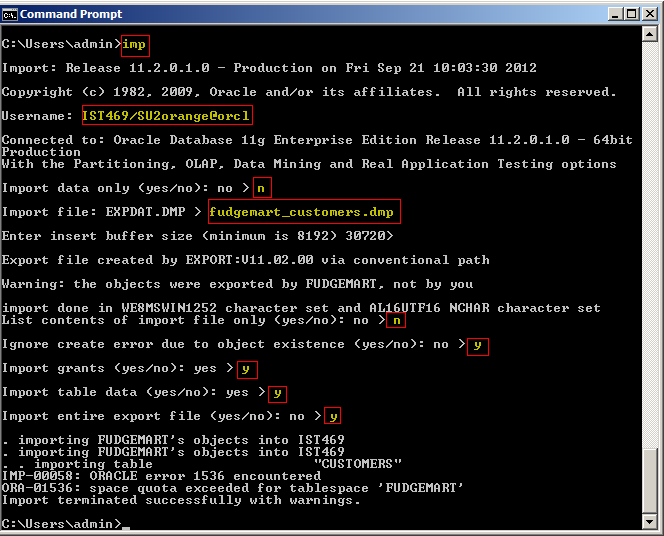 Command Prompt
C:\Users\admin>imp
Import: Release 11.2.0.1.0 - Production on Fri Sep 21 10:03:30 2012
Copyright (c) 1982, 2009, Oracle and/or its affiliates.  All rights reserved.
Username: IST469/SU2orange@orcl
Connected to: Oracle Database 11g Enterprise Edition Release 11.2.0.1.0 - 64bit
Production
With the Partitioning, OLAP, Data Mining and Real Application Testing options
Import data only (yes/no): no > n
Import file: EXPDAT.DMP > fudgemart_customers.dmp
Enter insert buffer size (minimum is 8192) 30720>
Export file created by EXPORT:V11.02.00 via conventional path
Warning: the objects were exported by FUDGEMART, not by you
import done in WE8MSWIN1252 character set and AL16UTF16 NCHAR character set
List contents of import file only (yes/no): no > n
Ignore create error due to object existence (yes/no): no > y
Import grants (yes/no): yes > y
Import table data (yes/no): yes > y
Import entire export file (yes/no): no > y
. importing FUDGEMART's objects into IST469
. importing FUDGEMART's objects into IST469
. . importing table                    "CUSTOMERS"
IMP-00058: ORACLE error 1536 encountered
ORA-01536: space quota exceeded for tablespace 'FUDGEMART'
Import terminated successfully with warnings.
C:\Users\admin>_